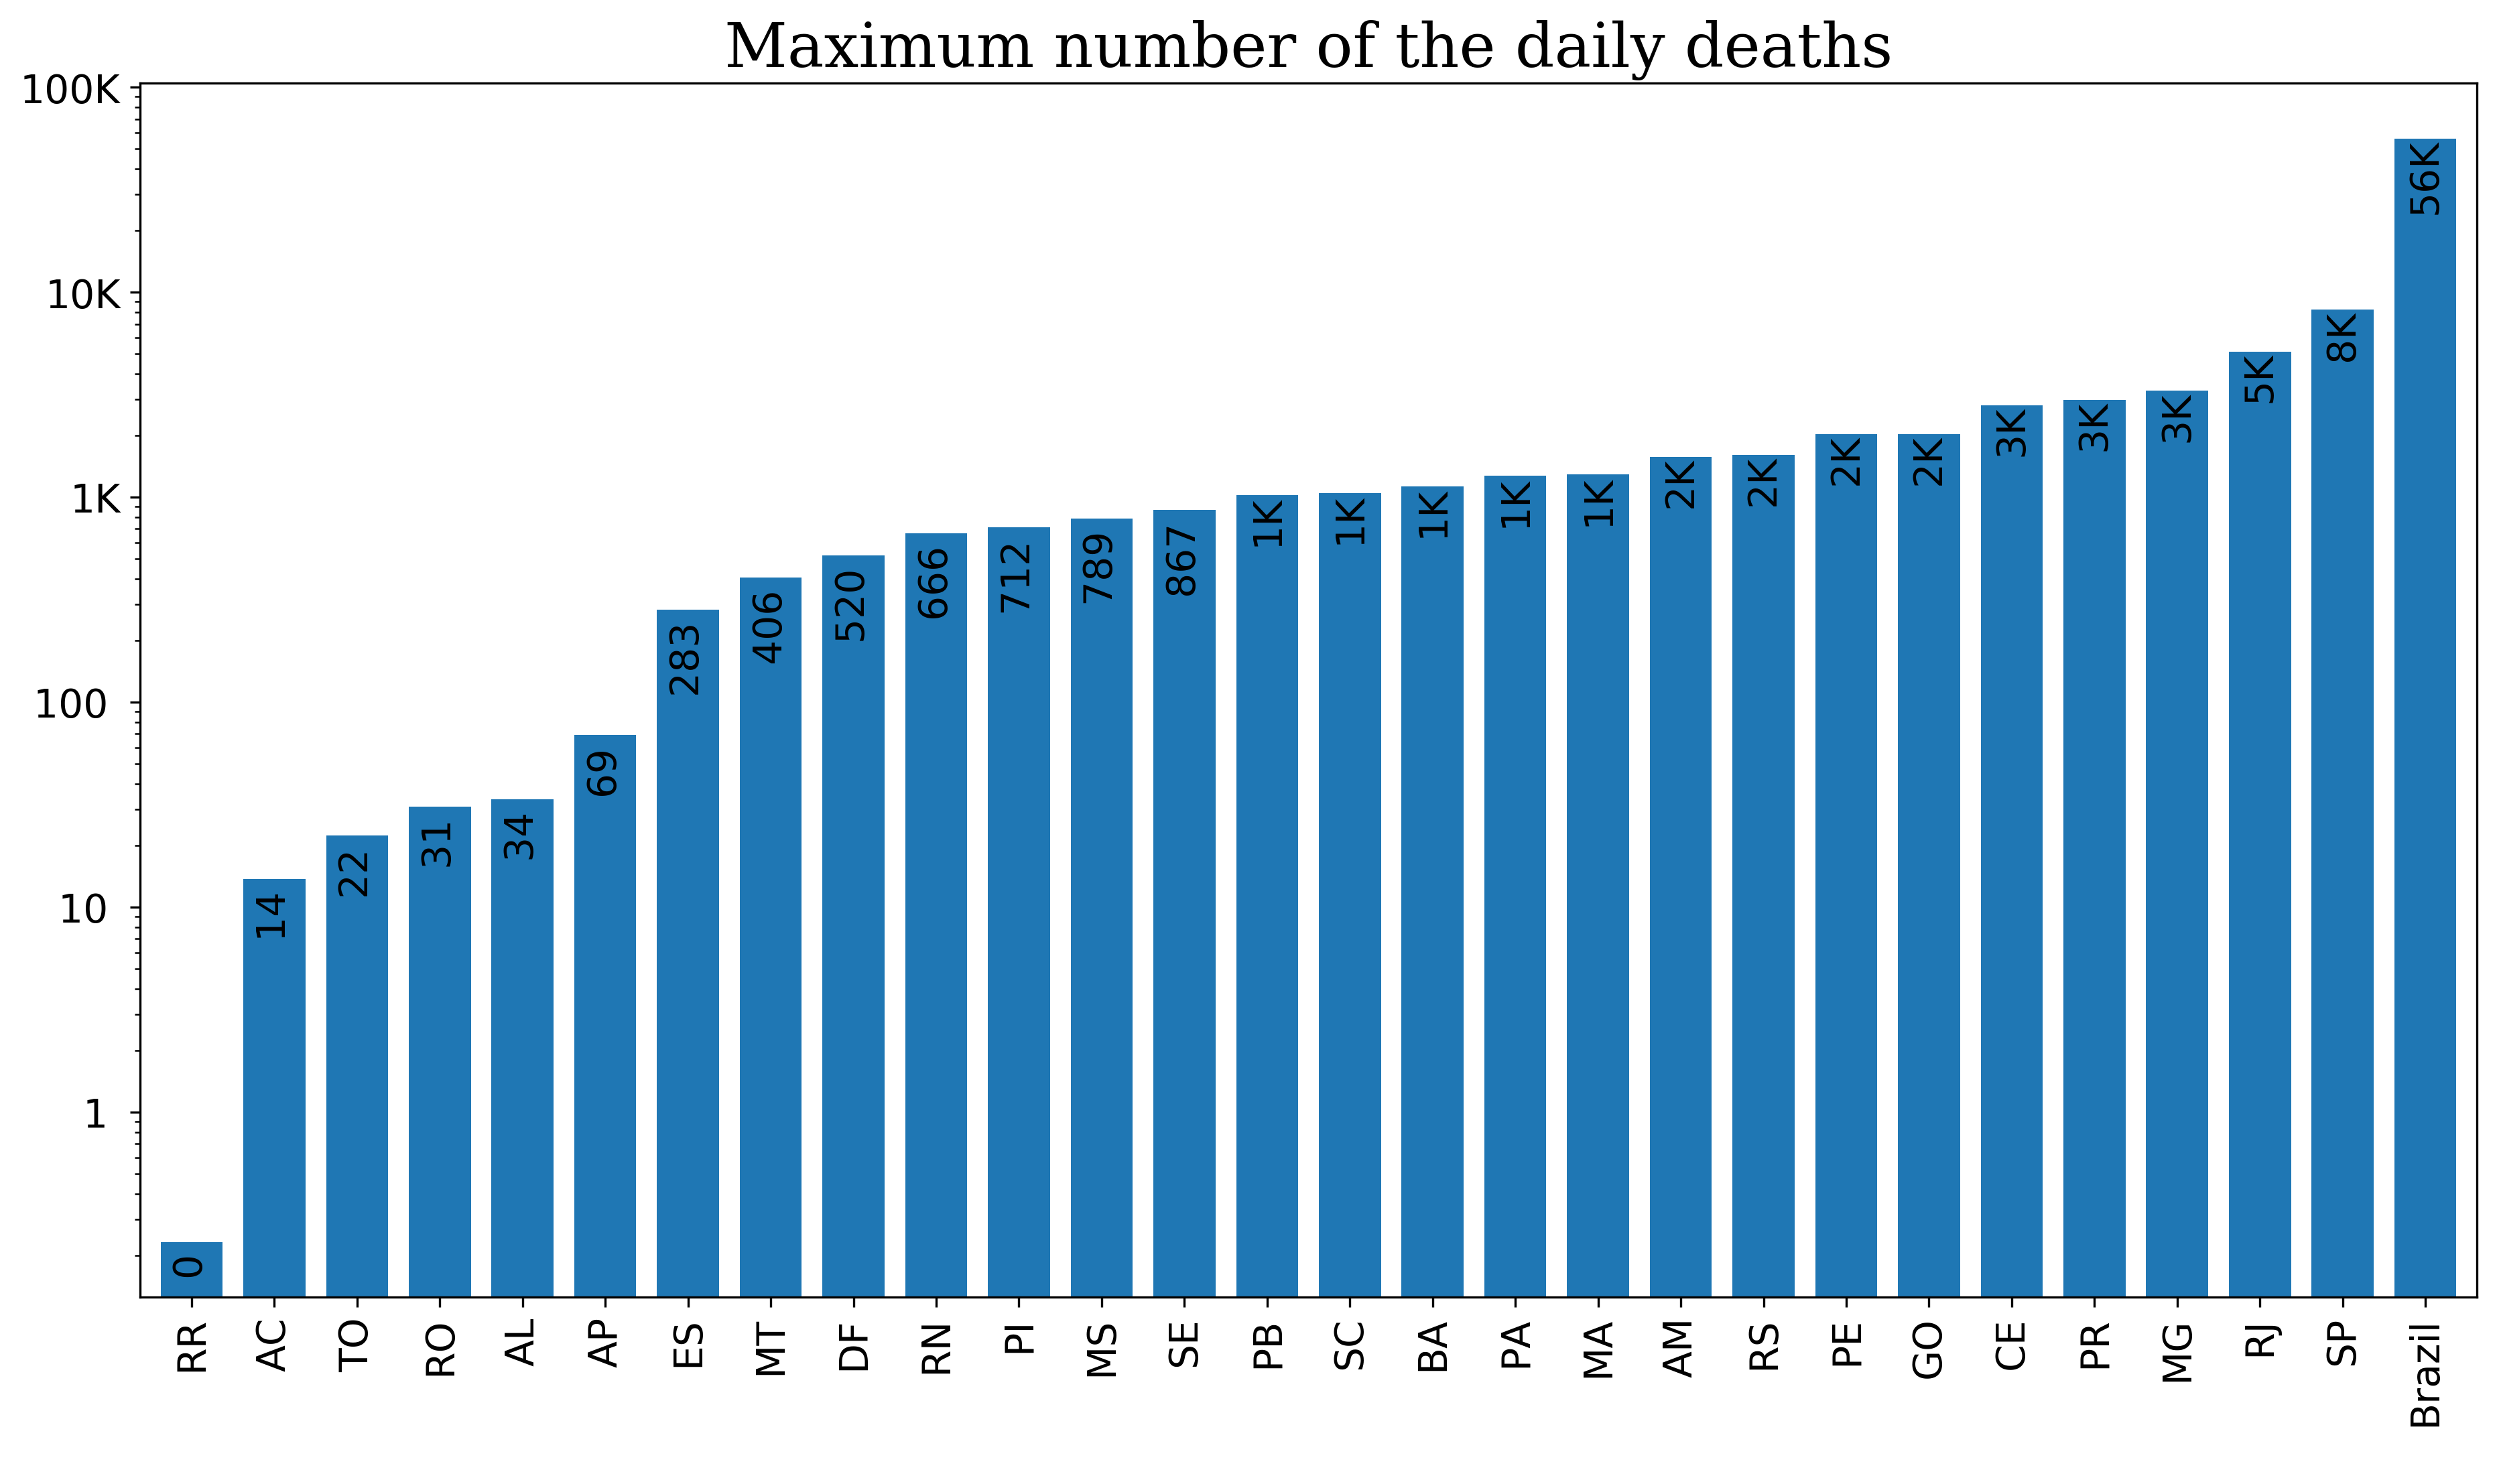 Maximum number of the daily deaths
100K
10K
1K
100
10
1
0
14
22
31
34
69
283
406
520
666
712
789
867
1K
1K
1K
1K
1K
2K
2K
2K
2K
3K
3K
3K
5K
8K
56K
RR
AC
TO
RO
AL
AP
ES
MT
DF
RN
PI
MS
SE
PB
SC
BA
PA
MA
AM
RS
PE
GO
CE
PR
MG
RJ
SP
Brazil